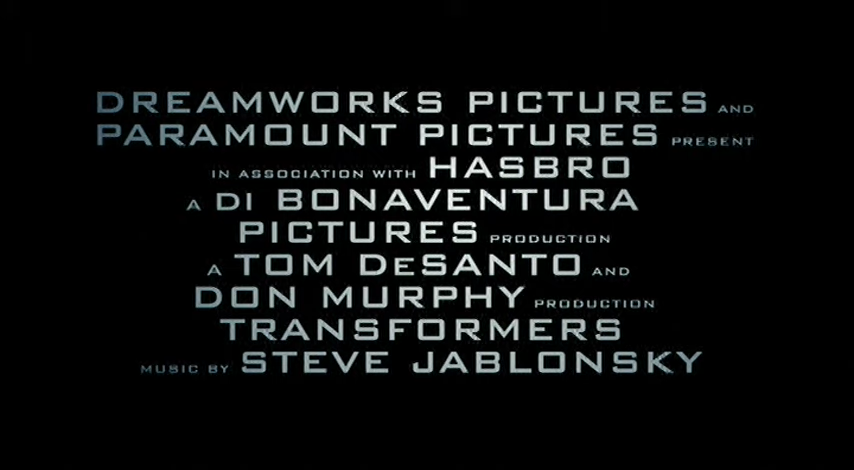 DREAMWORKS PICTURES AND
PARAMOUNT PICTURES PRESENT
IN ASSOCIATION WITH HASBRO
A DI BONAVENTURA
PICTURES PRODUCTION
A TOM DeSANTO AND
DON MURPHY PRODUCTION
TRANSFORMERS
MUSIC BY STEVE JABLONSKY